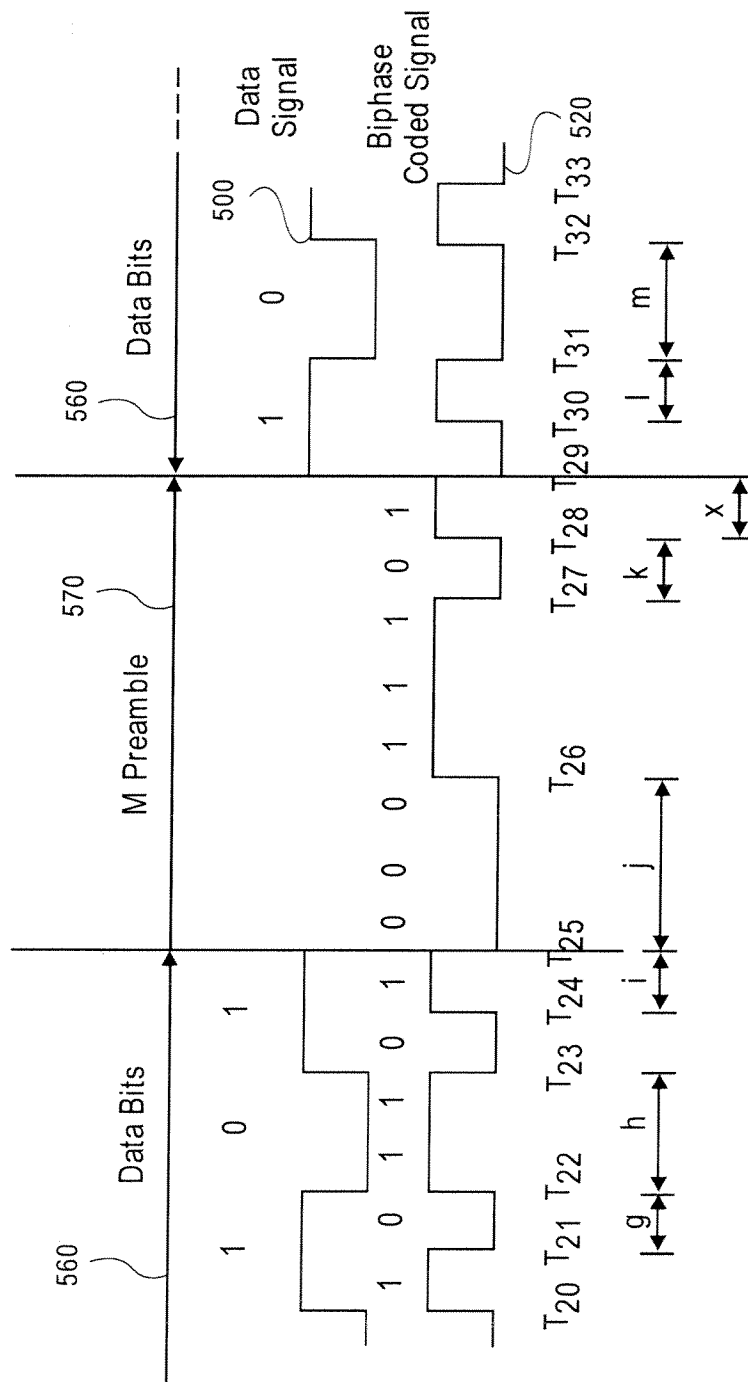 560 570 560
Data Bits M Preamble Data Bits
1 0 1 1 0
500
Data
Signal
1 0 1 1 0 1 0 0 0 1 1 1 0 1
Biphase
Coded Signal
520
T20 T21 T22 T23 T24 T25 T26 T27 T28 T29 T30 T31 T32 T33
g h i j k l m
x